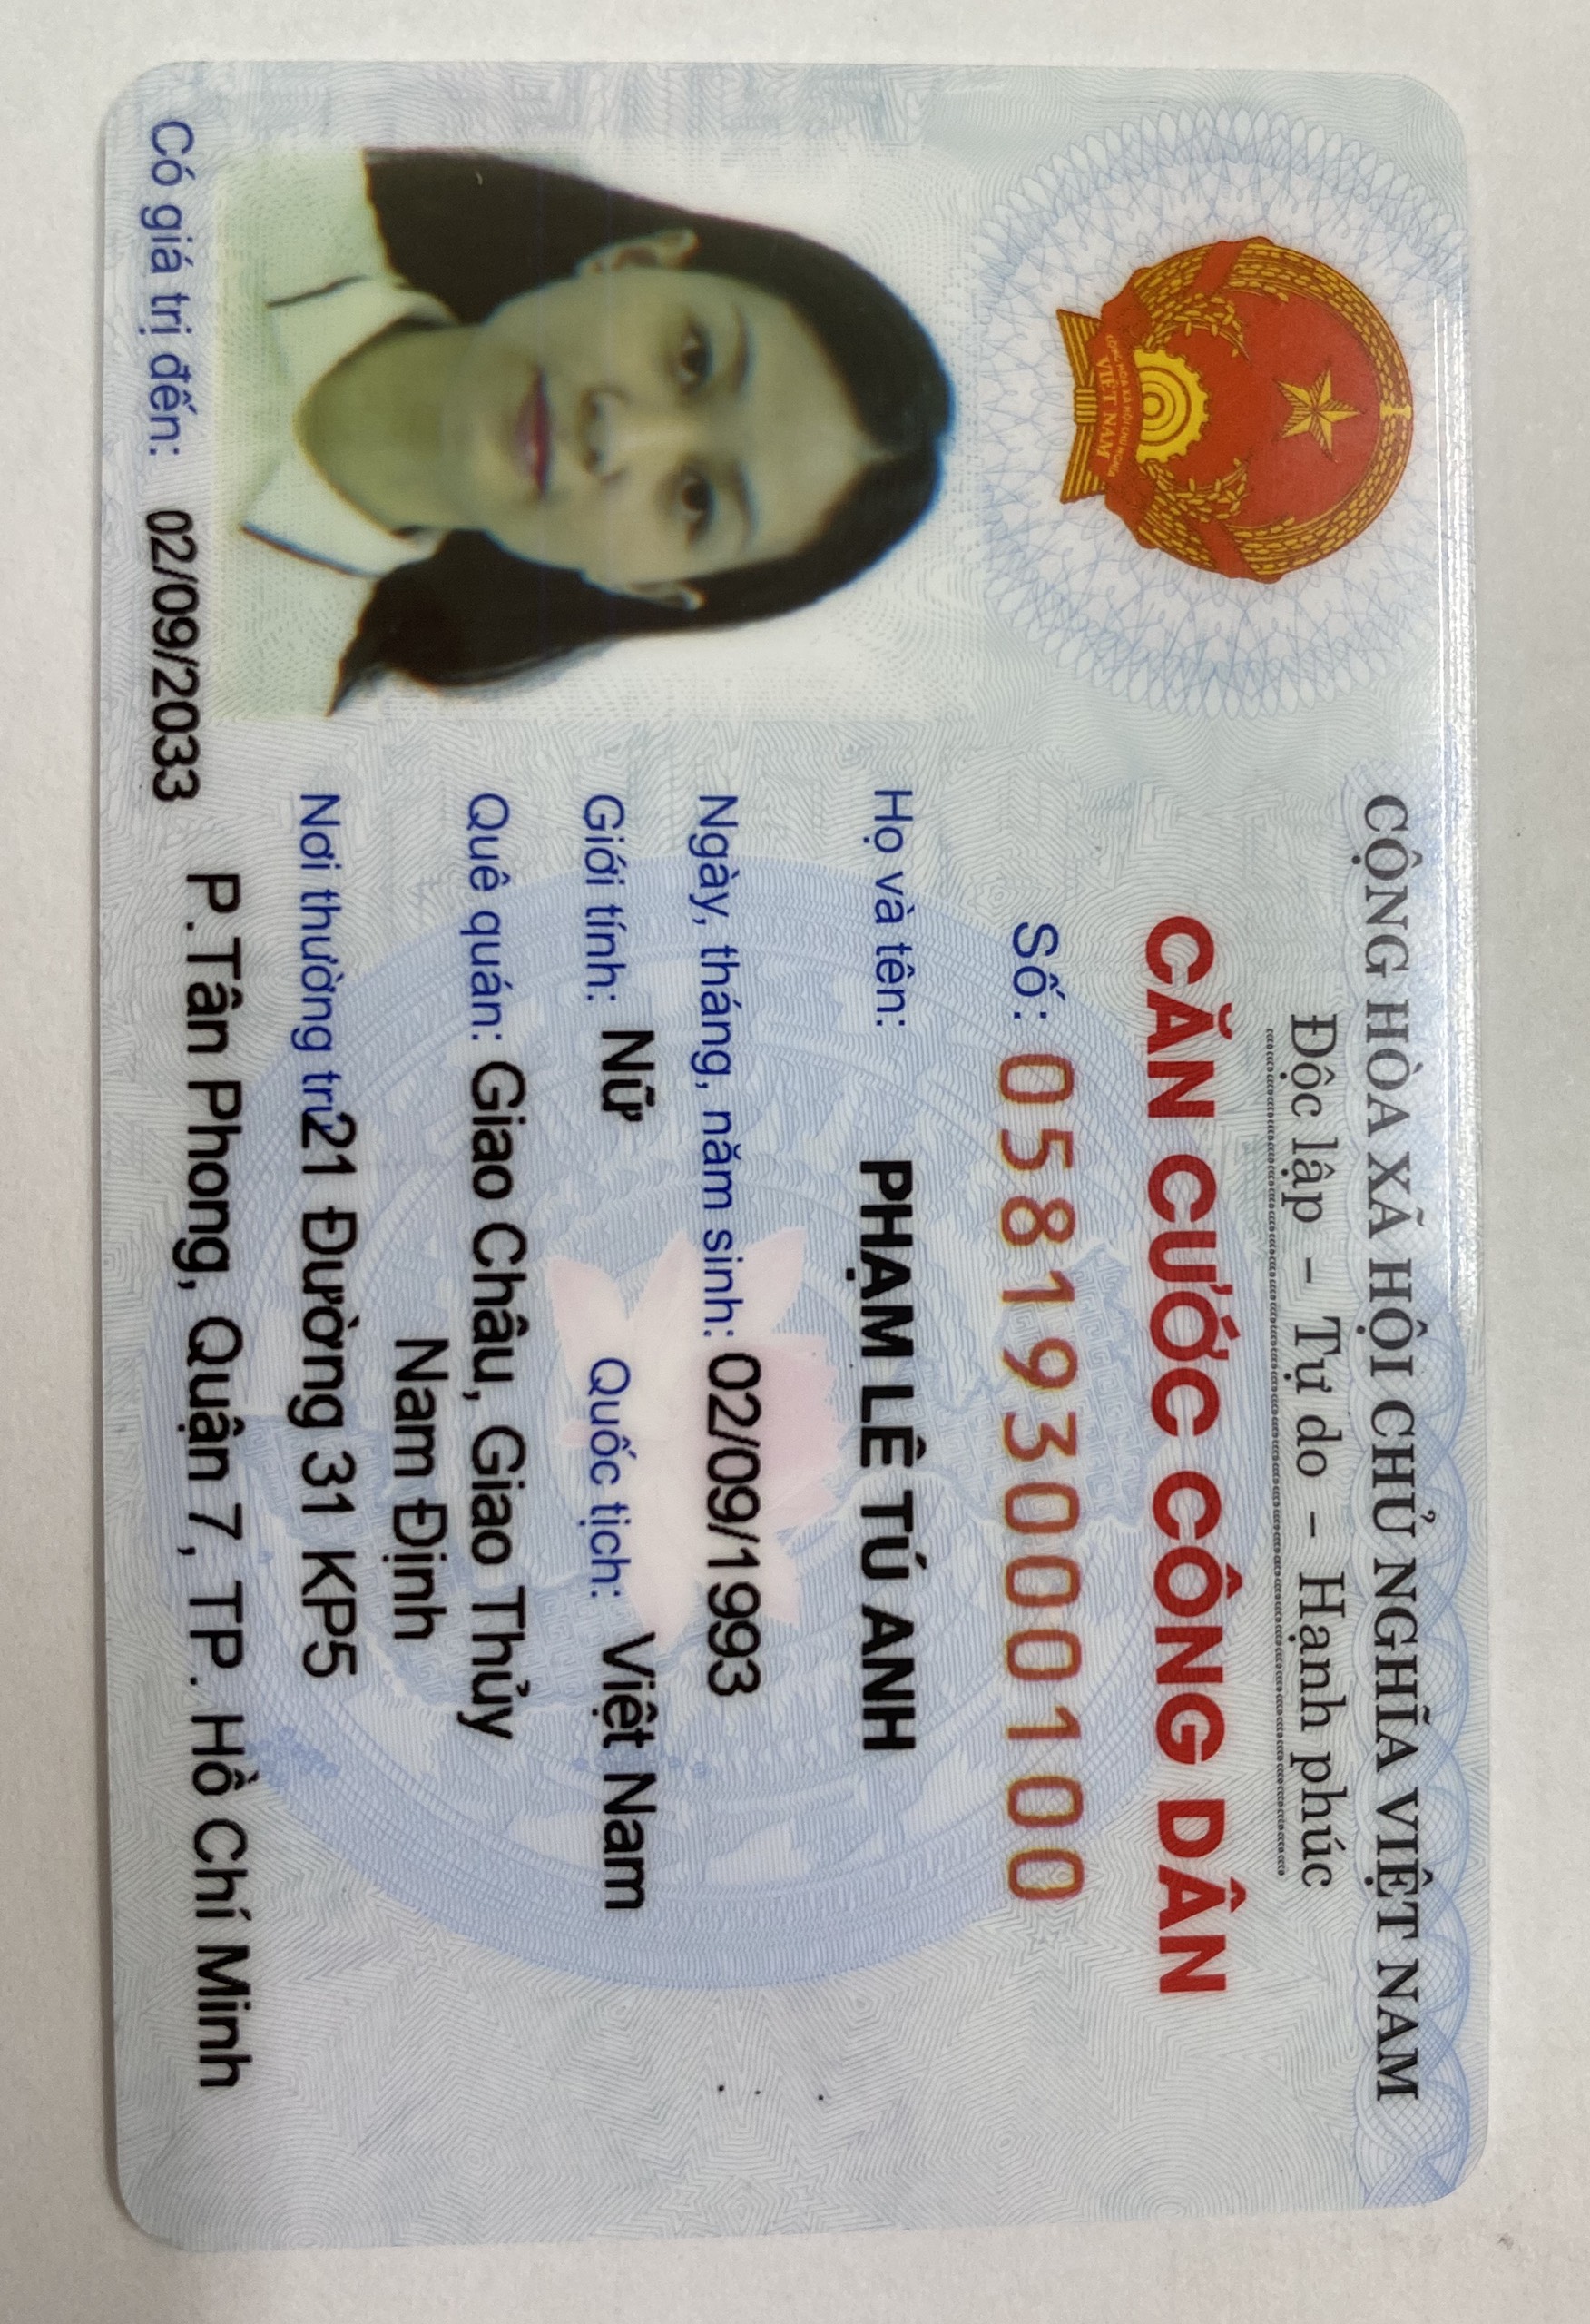 CỘNG HÒA XÃ HỘI CHỦ NGHĨA VIỆT NAM
Độc lập – Tự do – Hạnh phúc
CĂN CƯỚC CÔNG DÂN
Số: 058193000100
Họ và tên: PHẠM LÊ TÚ ANH
Ngày, tháng, năm sinh: 02/09/1993
Giới tính: Nữ Quốc tịch: Việt Nam
Quê quán: Giao Châu, Giao Thủy
Nam Định
Nơi thường trú: 21 Đường 31 KP5
P.Tân Phong, Quận 7, TP. Hồ Chí Minh
Có giá trị đến: 02/09/2033
CỘNG HÒA XÃ HỘI CHỦ NGHĨA
VIỆT NAM